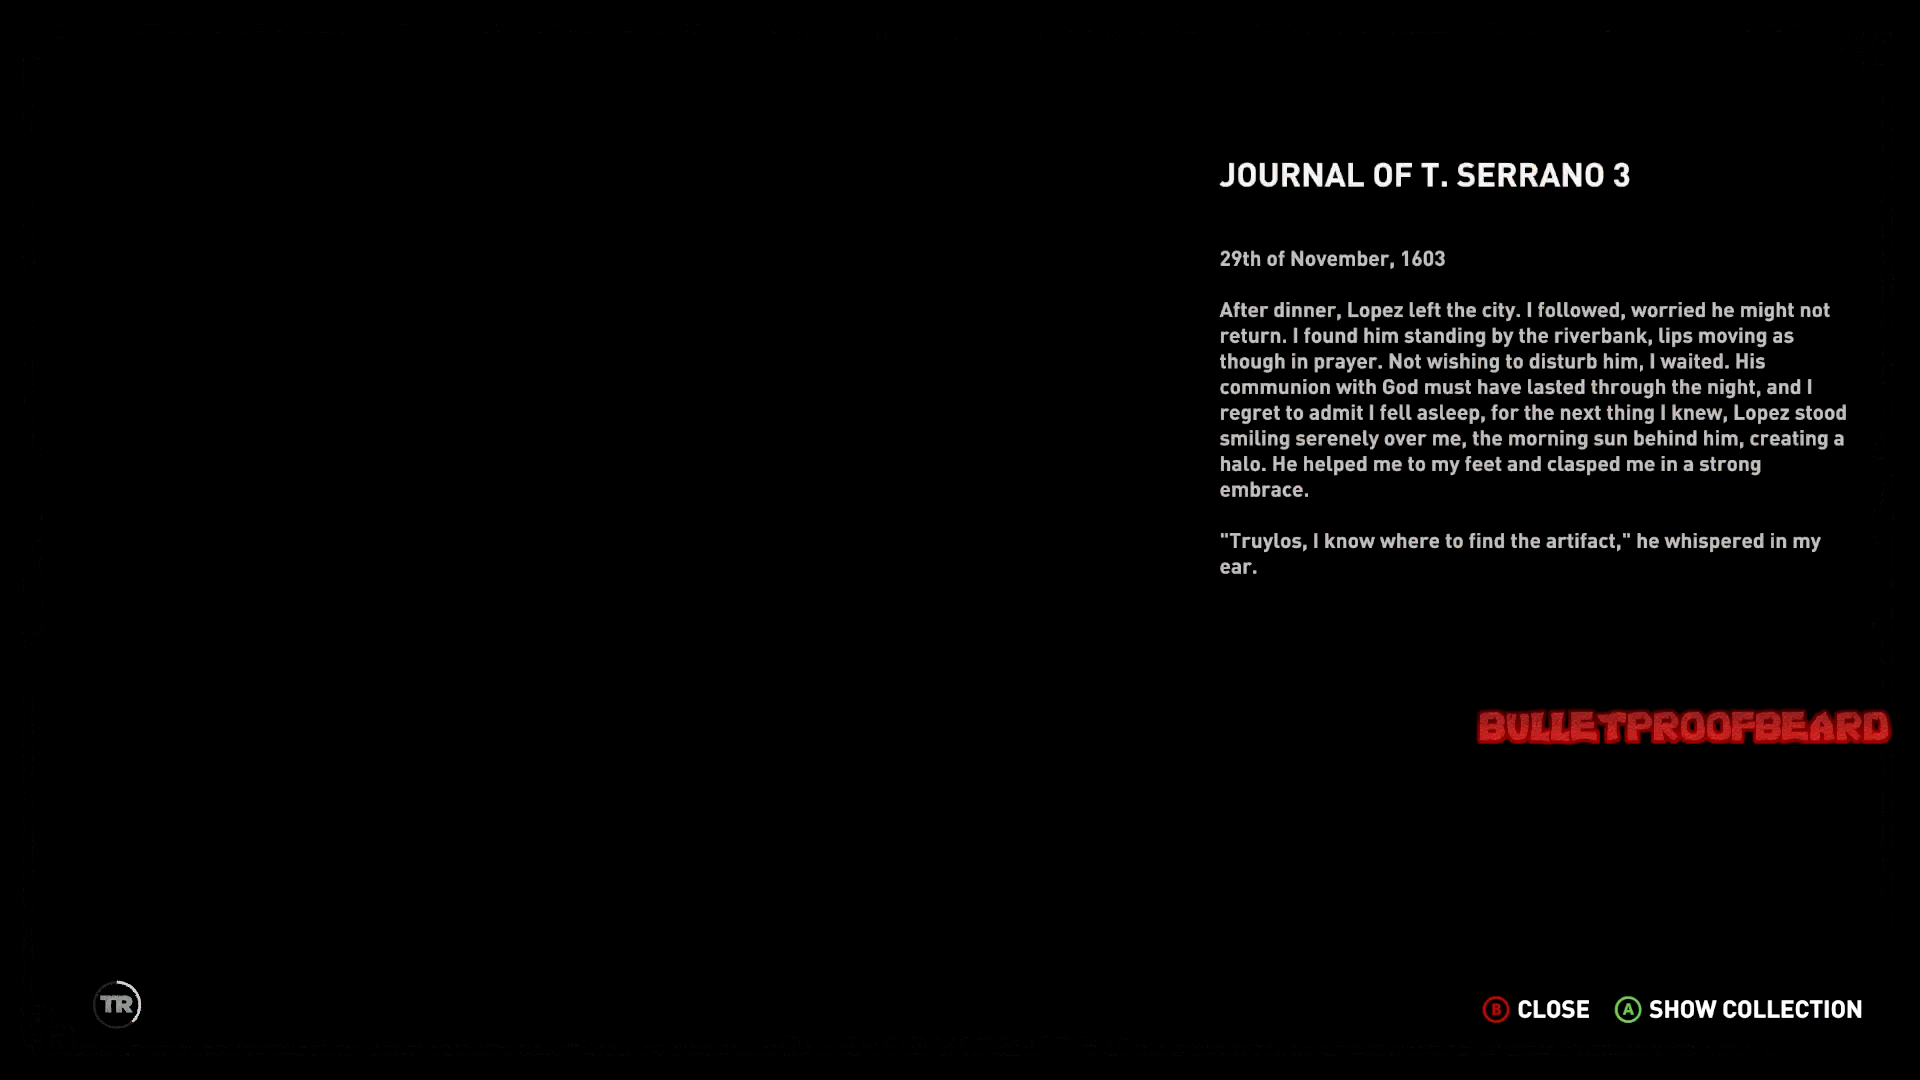 JOURNAL OF T. SERRANO 3
29th of November, 1603
After dinner, Lopez left the city. I followed, worried he might not
return. I found him standing by the riverbank, lips moving as
though in prayer. Not wishing to disturb him, I waited. His
communion with God must have lasted through the night, and I
regret to admit I fell asleep, for the next thing I knew, Lopez stood
smiling serenely over me, the morning sun behind him, creating a
halo. He helped me to my feet and clasped me in a strong
embrace.
"Truylos, I know where to find the artifact," he whispered in my
ear.
BULLETPROOFBEARD
TR
B CLOSE A SHOW COLLECTION